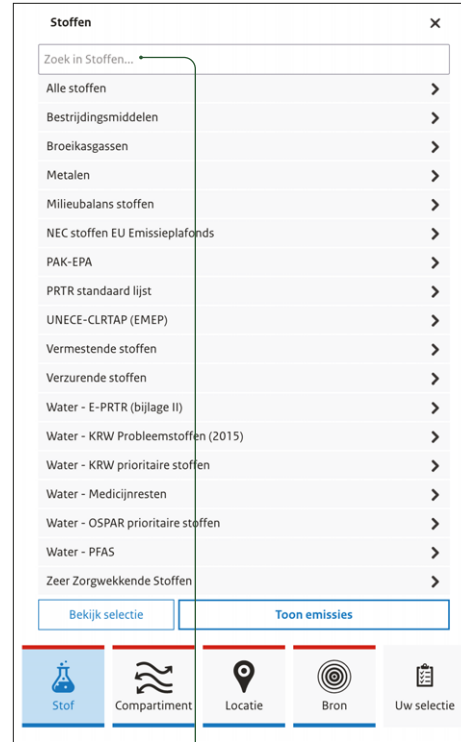 Stoffen
Zoek in Stoffen...
Alle stoffen
Bestrijdingsmiddelen
Broeikasgassen
Metalen
Milieubalans stoffen
NEC stoffen EU Emissieplafonds
PAK-EPA
PRTR standaard lijst
UNECE-CLRTAP (EMEP)
Vermestende stoffen
Verzurende stoffen
Water - E-PRTR (bijlage II)
Water - KRW Probleemstoffen (2015)
Water - KRW prioritaire stoffen
Water - Medicijnresten
Water - OSPAR prioritaire stoffen
Water - PFAS
Zeer Zorgwekkende Stoffen
Bekijk selectie Toon emissies
Stof Compartiment Locatie Bron Uw selectie